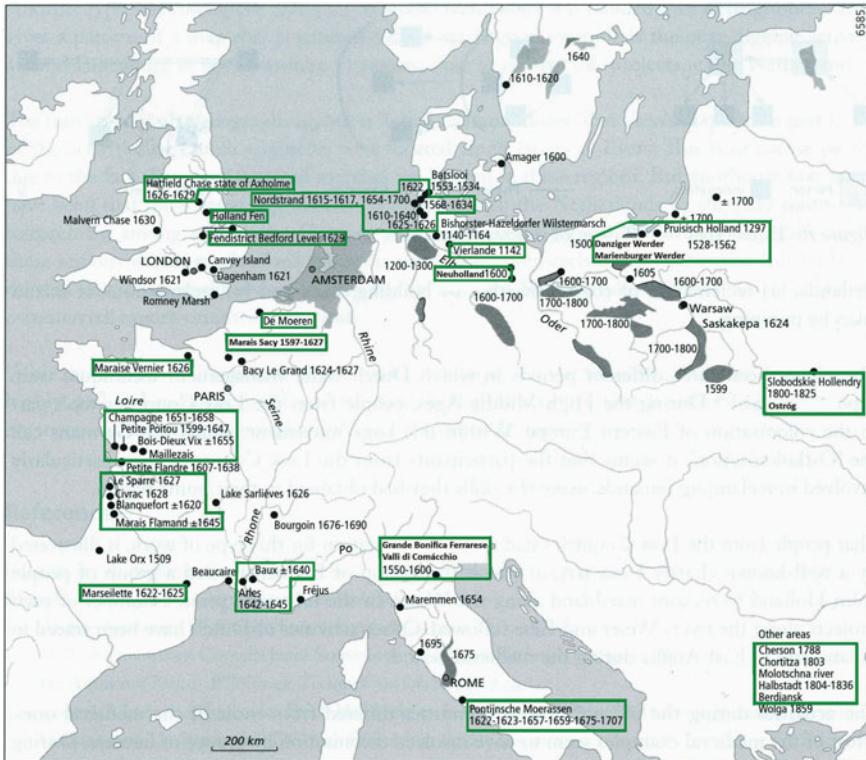 6585
1640
1610-1620
Amager 1600
± 1700
± 1700
Hatfield Chase state of Axholme
1626-1629
Holland Fen
Malvern Chase 1630
Fendistrict Bedford Level 1629
Batslooi
1622
1553-1534
Nordstrand 1615-1617, 1654-1700
1568-1634
1610-1640
1625-1626
Bishorster-Hazeldorfer Wilstermarsch
1140-1164
Vierlande 1142
1500
Danziger Werder
Marienburger Werder
Pruisisch Holland 1297
1528-1562
LONDON
Canvey Island
Windsor 1621
Dagenham 1621
Romney Marsh
AMSTERDAM
1200-1300
Elbe
Neuholland 1600
1600-1700
1600-1700
1700-1800
Oder
1605
1600-1700
Warsaw
Saskakepa 1624
1700-1800
1700-1800
1599
De Moeren
Marais Sacy 1597-1627
Rhine
Maraise Vernier 1626
Bacy Le Grand 1624-1627
PARIS
Seine
Slobodskie Hollendry
1800-1825
Ostróg
Loire
Champagne 1651-1658
Petite Poitou 1599-1647
Bois-Dieux Vix ±1655
Maillezais
Petite Flandre 1607-1638
Le Sparre 1627
Civrac 1628
Blanquefort ±1620
Marais Flamand ±1645
Lake Sarlièves 1626
Rhone
Bourgoin 1676-1690
Lake Orx 1509
Po
Grande Bonifica Ferrarese
Valli di Comàcchio
1550-1600
Beaucaire
Baux ±1640
Marseilette 1622-1625
Arles
1642-1645
Fréjus
Maremmen 1654
1695
1675
ROME
Pontijnsche Moerassen
1622-1623-1657-1659-1675-1707
200 km
Other areas
Cherson 1788
Chortitza 1803
Molotschna river
Halbstadt 1804-1836
Berdiansk
Wolga 1859